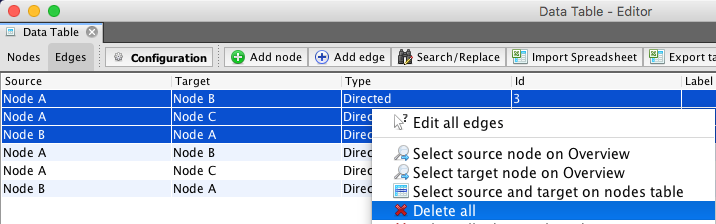 Data Table - Editor
Data Table
Nodes Edges Configuration Add node Add edge Search/Replace Import Spreadsheet Export ta
Source Target Type Id Label
Node A Node B Directed 3
Node A Node C Direc
Node B Node A Direc
Node A Node B Direc
Node A Node C Direc
Node B Node A Direc
Edit all edges
Select source node on Overview
Select target node on Overview
Select source and target on nodes table
Delete all